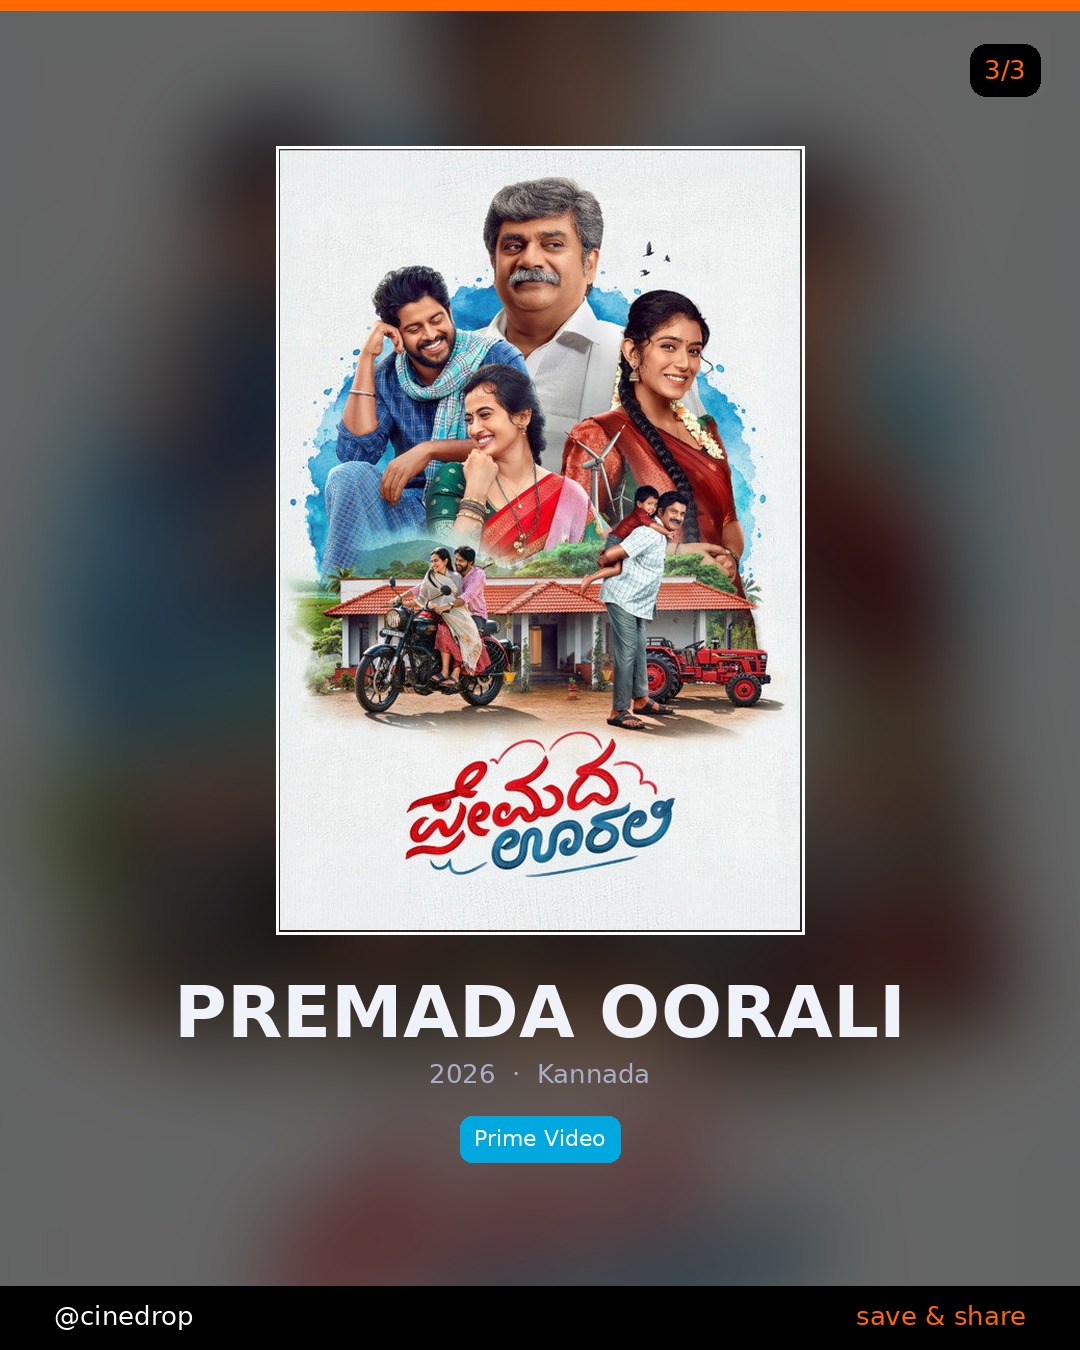 3/3
ಪ್ರೇಮದ
ಊರಲಿ
PREMADA OORALI
2026 · Kannada
Prime Video
@cinedrop
save & share